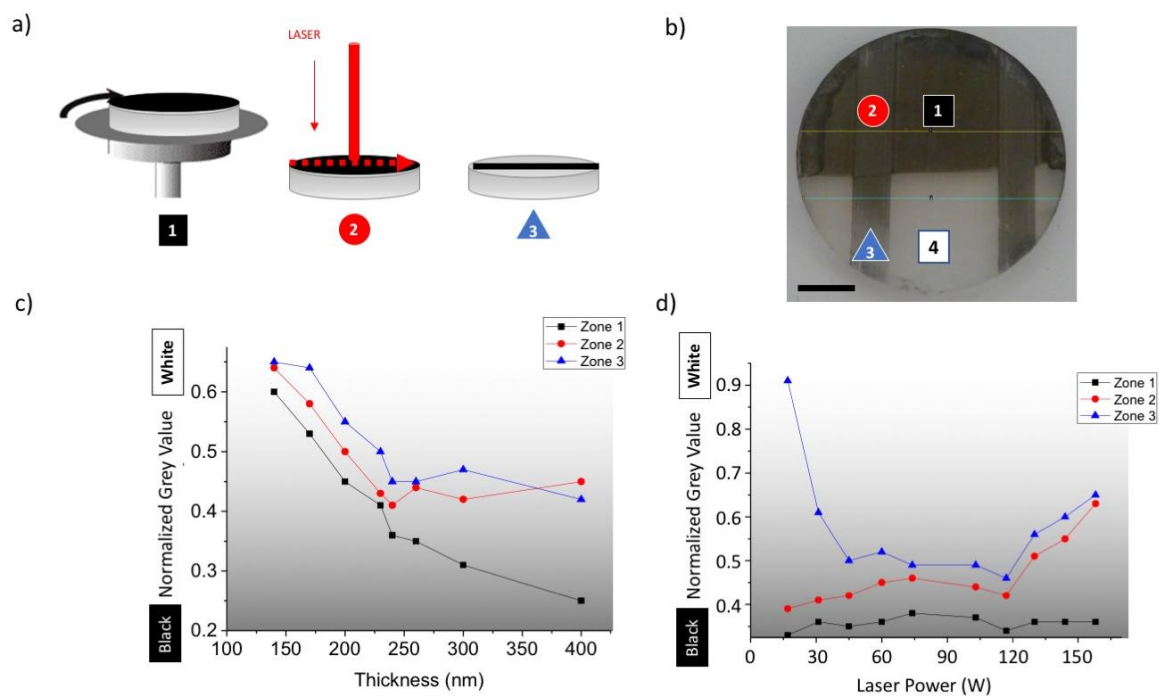 a)
LASER
1
2
3
b)
2
1
3
4
c)
White
Normalized Grey Value
Black
0.6
0.5
0.4
0.3
0.2
100 150 200 250 300 350 400
Thickness (nm)
Zone 1
Zone 2
Zone 3
d)
White
Normalized Grey Value
Black
0.9
0.8
0.7
0.6
0.5
0.4
0 30 60 90 120 150
Laser Power (W)
Zone 1
Zone 2
Zone 3